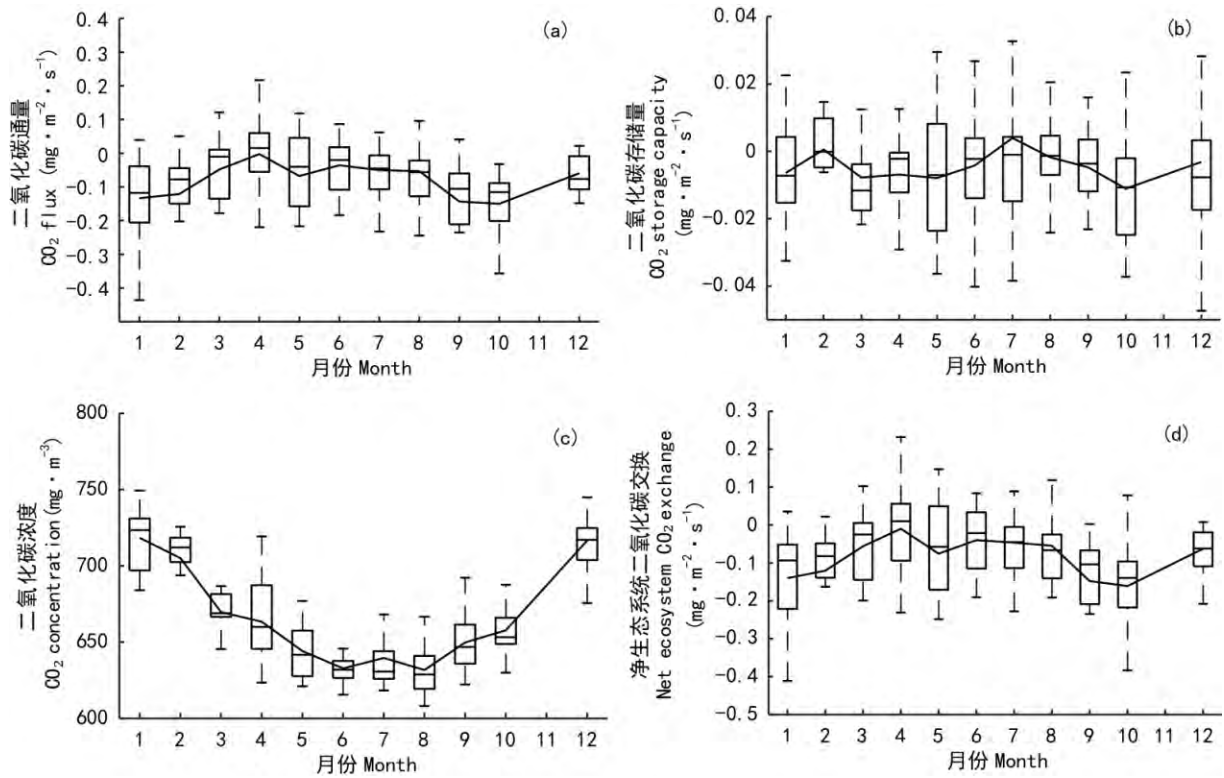 (a)
二氧化碳通量
CO₂ flux (mg·m⁻²·s⁻¹)
0.4
0.4
0.2
0.1
0
-0.1
-0.2
-0.3
-0.4
1 2 3 4 5 6 7 8 9 10 11 12
月份 Month
(b)
二氧化碳存储量
CO₂ storage capacity
(mg·m⁻²·s⁻¹)
0.04
0.02
0
-0.02
-0.04
1 2 3 4 5 6 7 8 9 10 11 12
月份 Month
(c)
二氧化碳浓度
CO₂ concentration(mg·m⁻³)
800
750
700
650
600
1 2 3 4 5 6 7 8 9 10 11 12
月份 Month
(d)
净生态系统二氧化碳交换
Net ecosystem CO₂ exchange
(mg·m⁻²·s⁻¹)
0.3
0.2
0.1
0
-0.1
-0.2
-0.3
-0.4
-0.5
1 2 3 4 5 6 7 8 9 10 11 12
月份 Month